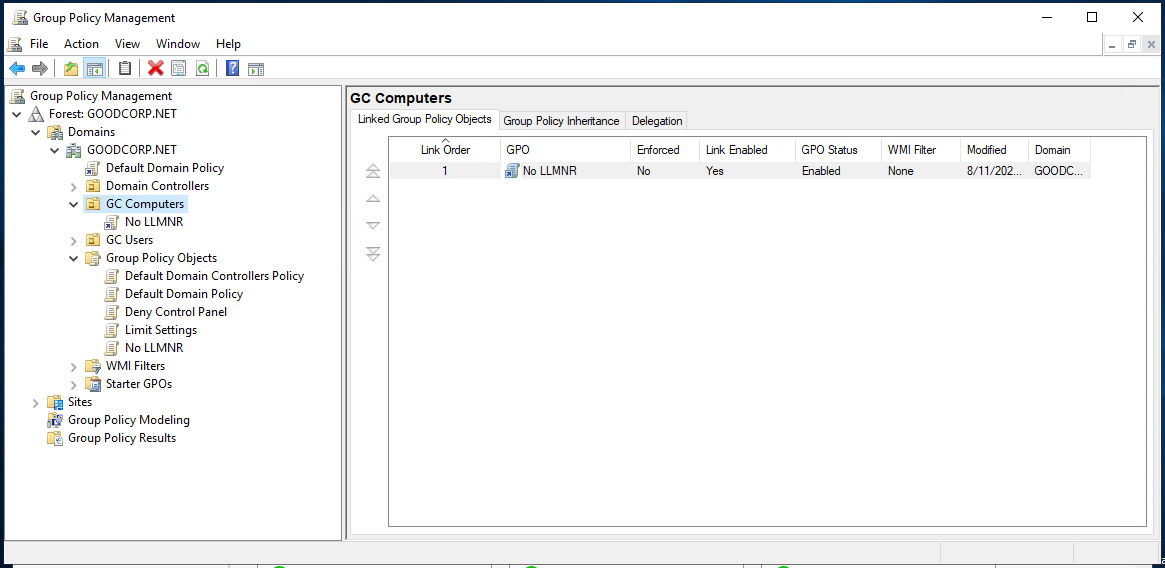 Group Policy Management
File Action View Window Help
Group Policy Management
Forest: GOODCORP.NET
Domains
GOODCORP.NET
Default Domain Policy
Domain Controllers
GC Computers
No LLMNR
GC Users
Group Policy Objects
Default Domain Controllers Policy
Default Domain Policy
Deny Control Panel
Limit Settings
No LLMNR
WMI Filters
Starter GPOs
Sites
Group Policy Modeling
Group Policy Results
GC Computers
Linked Group Policy Objects Group Policy Inheritance Delegation
Link Order GPO Enforced Link Enabled GPO Status WMI Filter Modified Domain
1 No LLMNR No Yes Enabled None 8/11/202... GOODC...